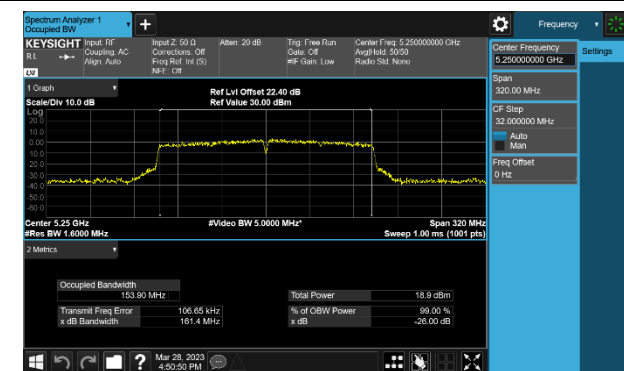 Spectrum Analyzer 1
Occupied BW
+
Frequency
KEYSIGHT
Input: RF
Input Z: 50 Ω
Atten: 20 dB
Trig: Free Run
Center Freq: 5.250000000 GHz
RL
Coupling: AC
Corrections: Off
Gate: Off
Avg|Hold: 50/50
Align: Auto
Freq Ref: Int (S)
#IF Gain: Low
Radio Std: None
NFE: Off
LXI
Center Frequency
5.250000000 GHz
Settings
Span
320.00 MHz
CF Step
32.000000 MHz
Auto
Man
Freq Offset
0 Hz
1 Graph
Ref Lvl Offset 22.40 dB
Scale/Div 10.0 dB
Ref Value 30.00 dBm
Log
20.0
10.0
0.00
-10.0
-20.0
-30.0
-40.0
-50.0
-60.0
Center 5.25 GHz
#Video BW 5.0000 MHz*
Span 320 MHz
#Res BW 1.6000 MHz
Sweep 1.00 ms (1001 pts)
2 Metrics
Occupied Bandwidth
153.90 MHz
Total Power
18.9 dBm
Transmit Freq Error
106.65 kHz
% of OBW Power
99.00 %
x dB Bandwidth
161.4 MHz
x dB
-26.00 dB
?
Mar 28, 2023
4:50:50 PM